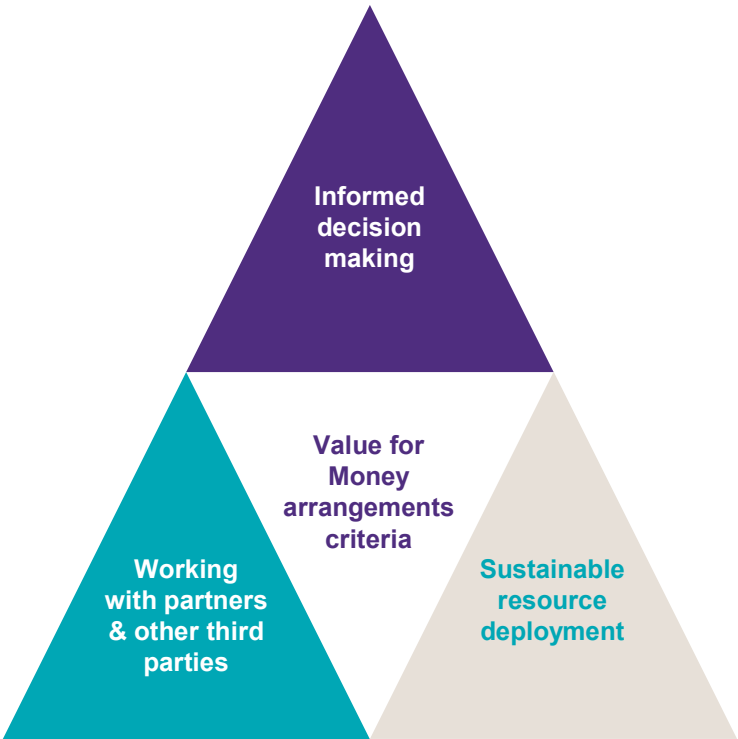 Informed
decision
making
Value for
Money
arrangements
criteria
Working
with partners
& other third
parties
Sustainable
resource
deployment